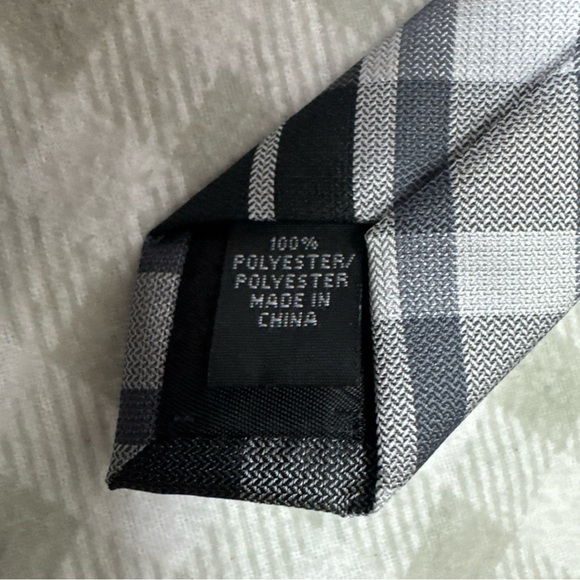 100%
POLYESTER/
POLYESTER
MADE IN
CHINA